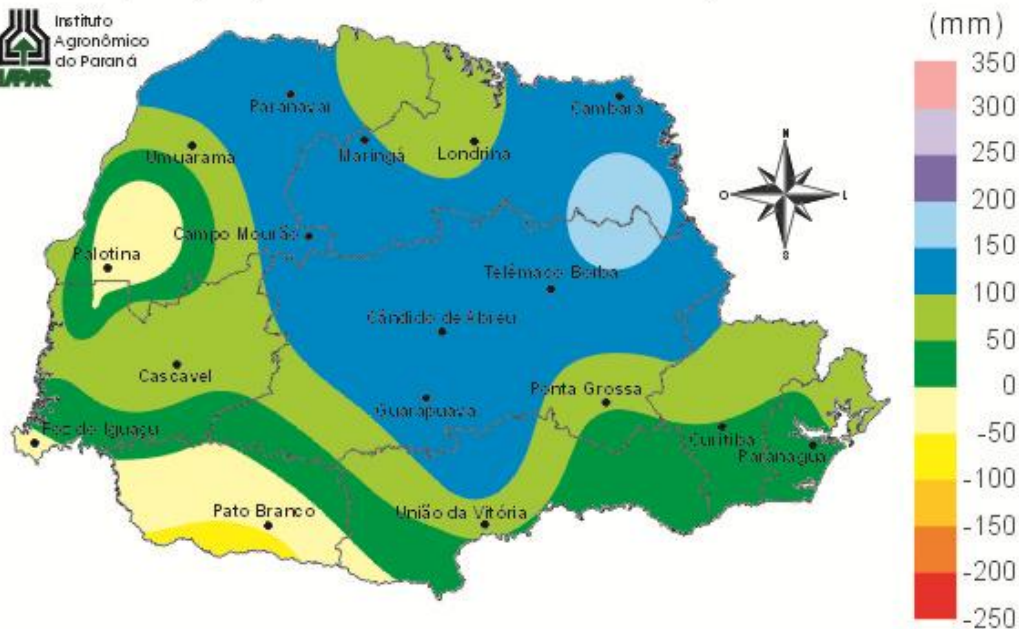 Instituto
Agronômico
do Paraná
IAPAR
(mm)
350
300
250
200
150
100
50
0
-50
-100
-150
-200
-250
N
O
L
S
Paranavaí
Cambará
Maringá
Londrina
Umuarama
Campo Mourão
Palotina
Telêmaco Borba
Cândido de Abreu
Cascavel
Ponta Grossa
Guarapuava
Foz do Iguaçu
Curitiba
Paranaguá
Pato Branco
União da Vitória